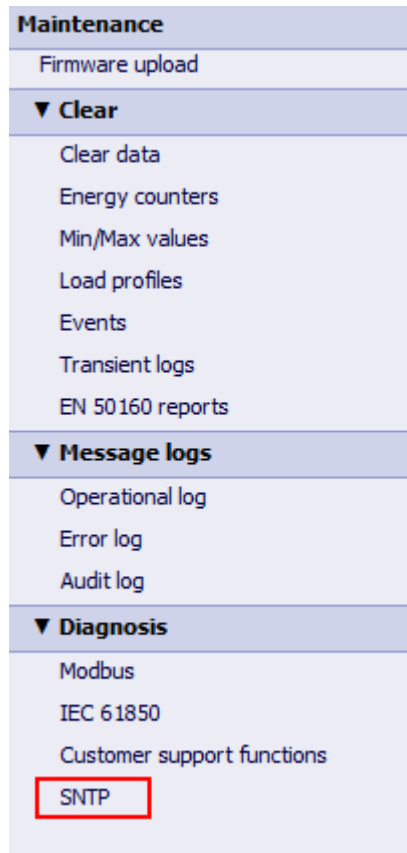 Maintenance
Firmware upload
▼ Clear
Clear data
Energy counters
Min/Max values
Load profiles
Events
Transient logs
EN 50160 reports
▼ Message logs
Operational log
Error log
Audit log
▼ Diagnosis
Modbus
IEC 61850
Customer support functions
SNTP